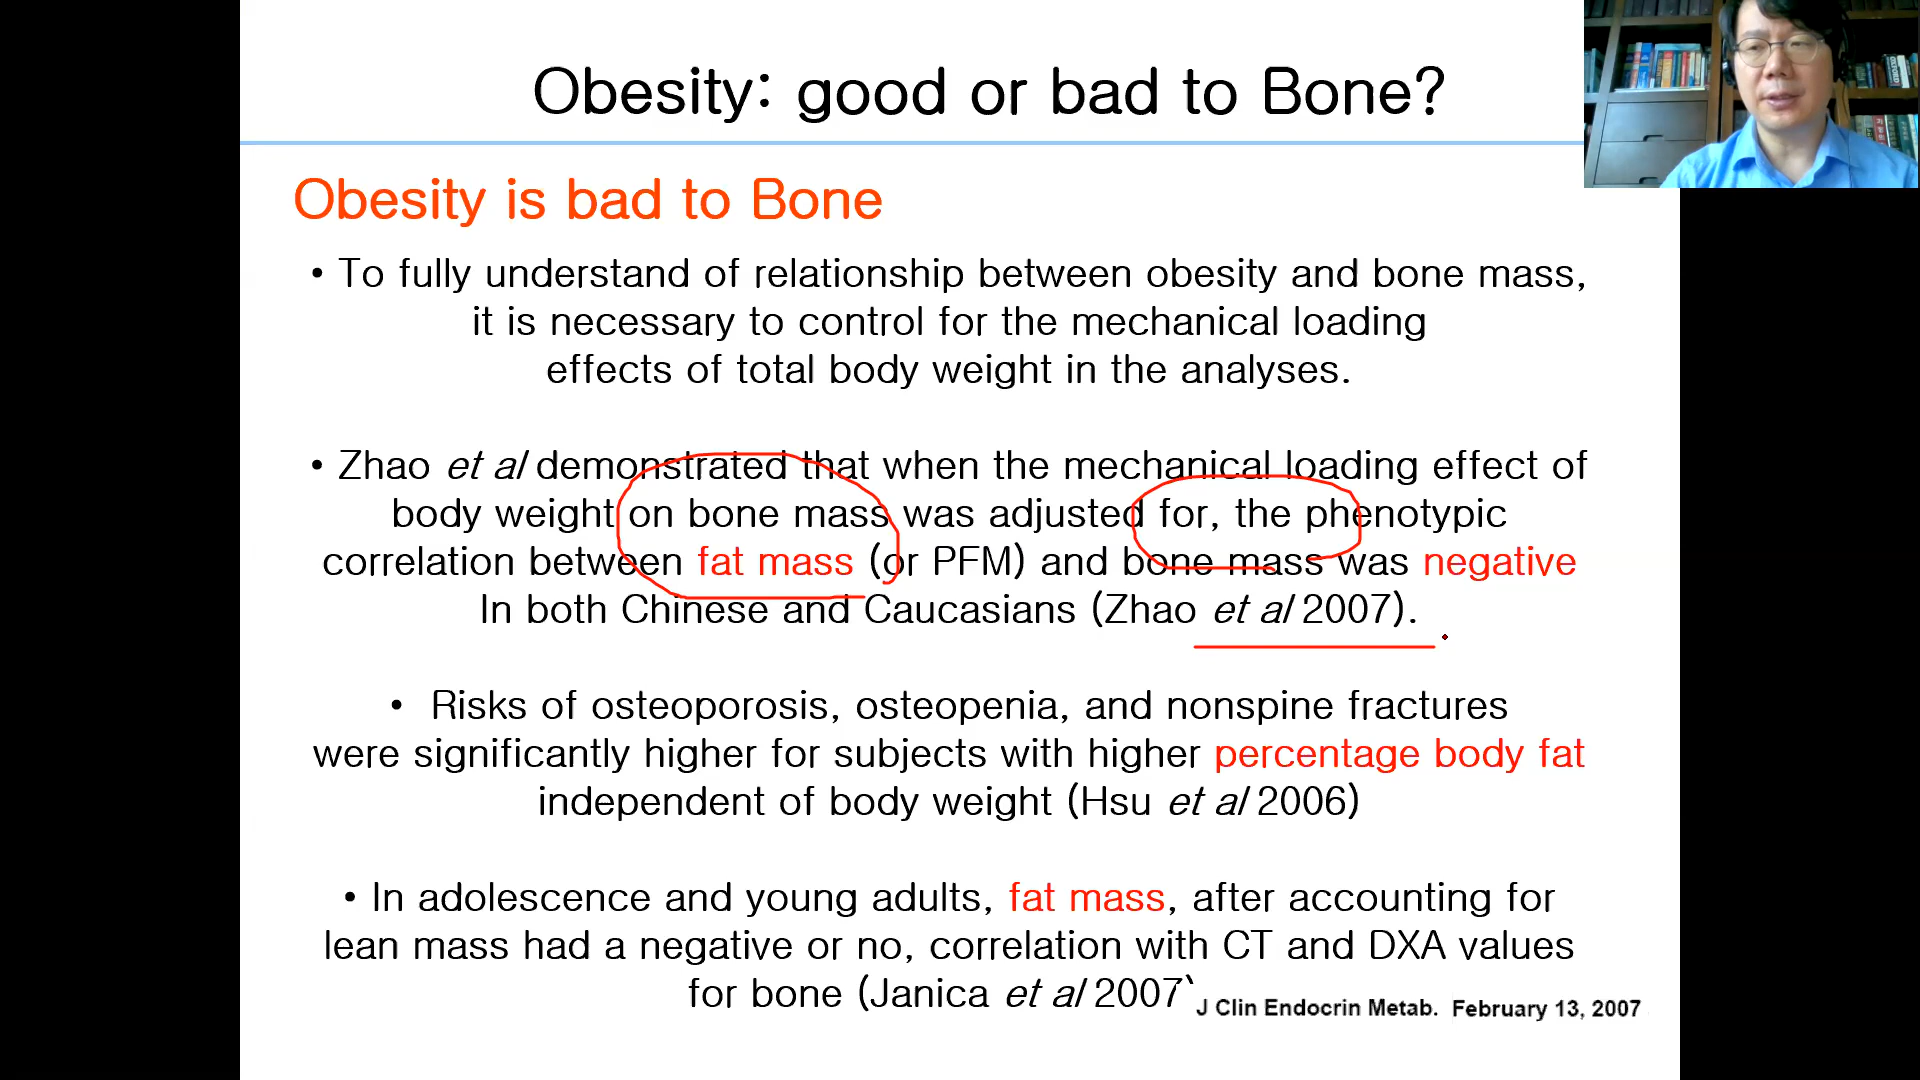 Obesity: good or bad to Bone?
Obesity is bad to Bone
• To fully understand of relationship between obesity and bone mass,
it is necessary to control for the mechanical loading
effects of total body weight in the analyses.
• Zhao et al demonstrated that when the mechanical loading effect of
body weight on bone mass was adjusted for, the phenotypic
correlation between fat mass (or PFM) and bone mass was negative
In both Chinese and Caucasians (Zhao et al 2007).
• Risks of osteoporosis, osteopenia, and nonspine fractures
were significantly higher for subjects with higher percentage body fat
independent of body weight (Hsu et al 2006)
• In adolescence and young adults, fat mass, after accounting for
lean mass had a negative or no, correlation with CT and DXA values
for bone (Janica et al 2007)
J Clin Endocrin Metab. February 13, 2007